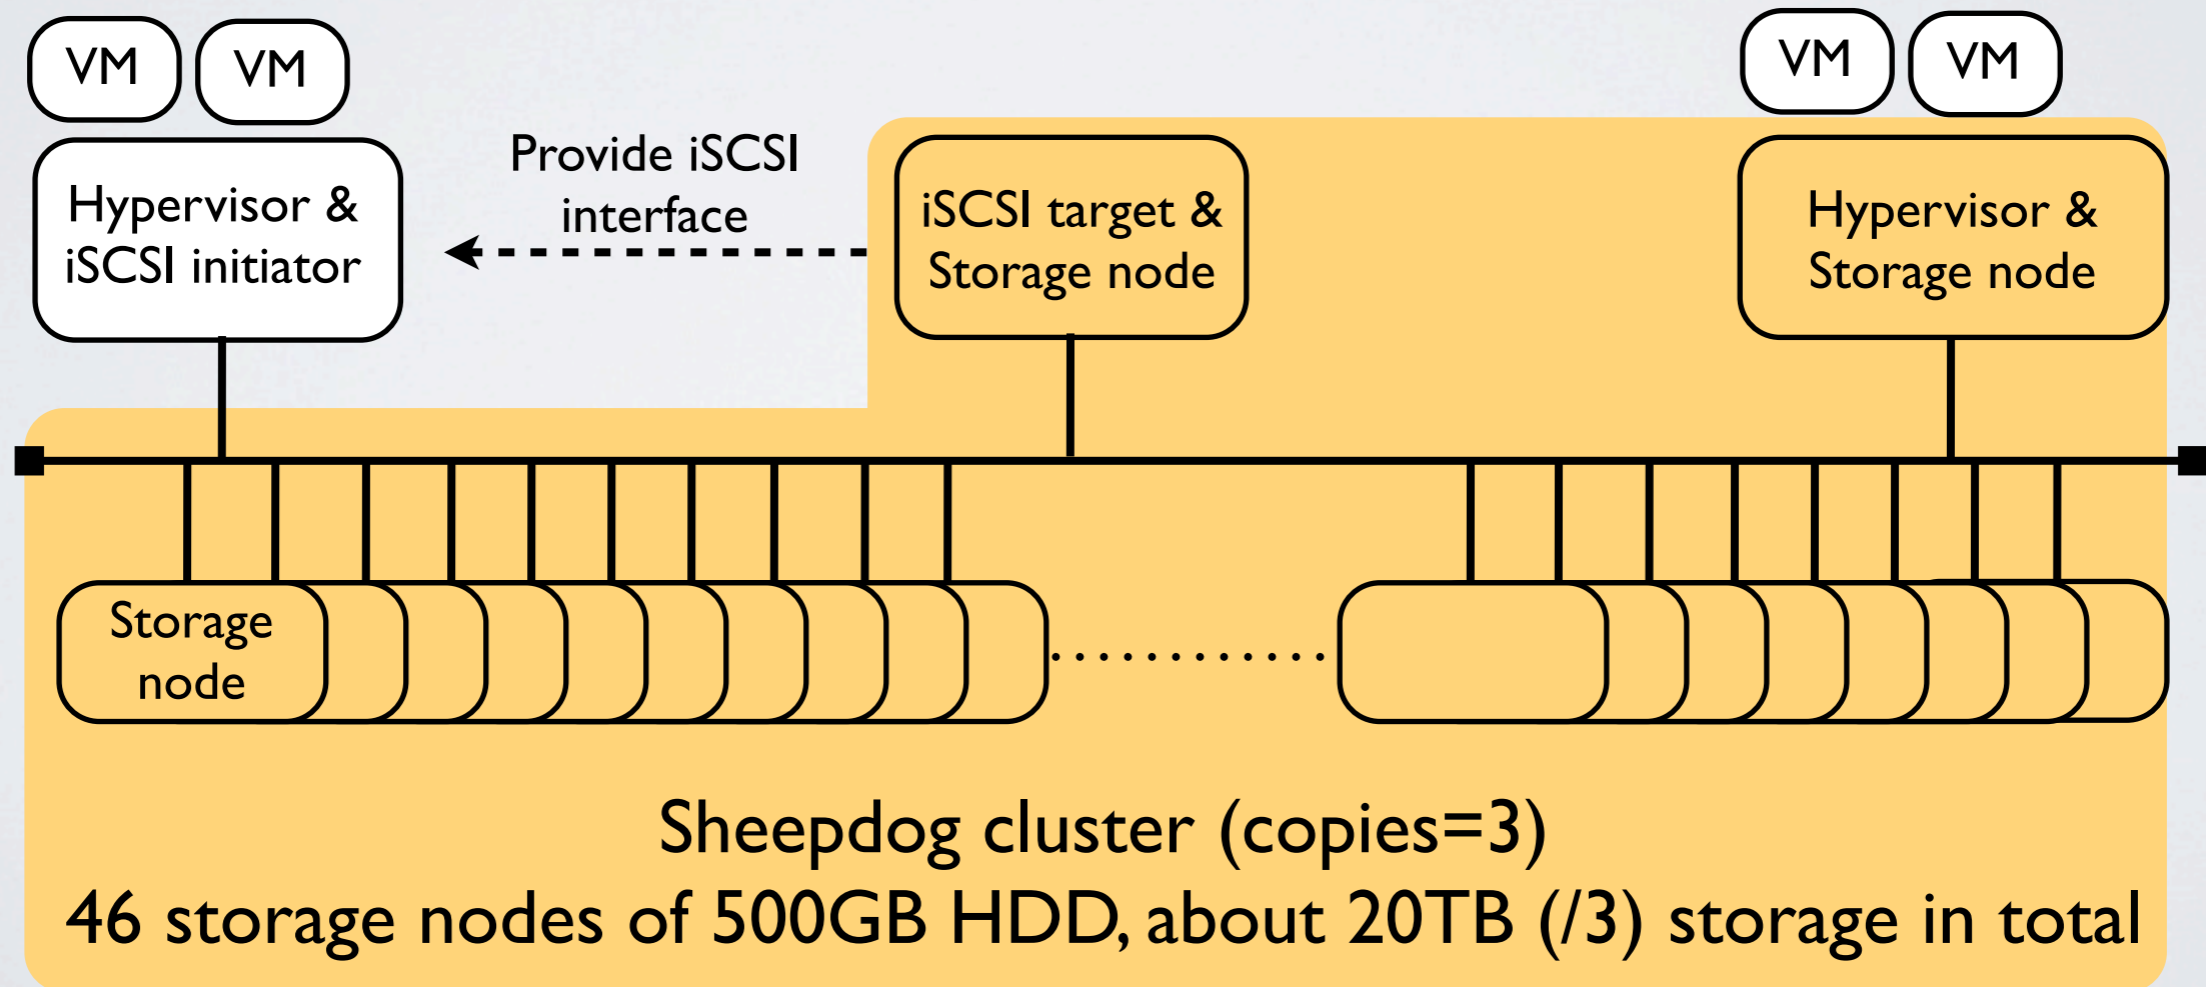 VM
VM
Hypervisor &
iSCSI initiator
Provide iSCSI
interface
iSCSI target &
Storage node
VM
VM
Hypervisor &
Storage node
Storage
node
Sheepdog cluster (copies=3)
46 storage nodes of 500GB HDD, about 20TB (/3) storage in total